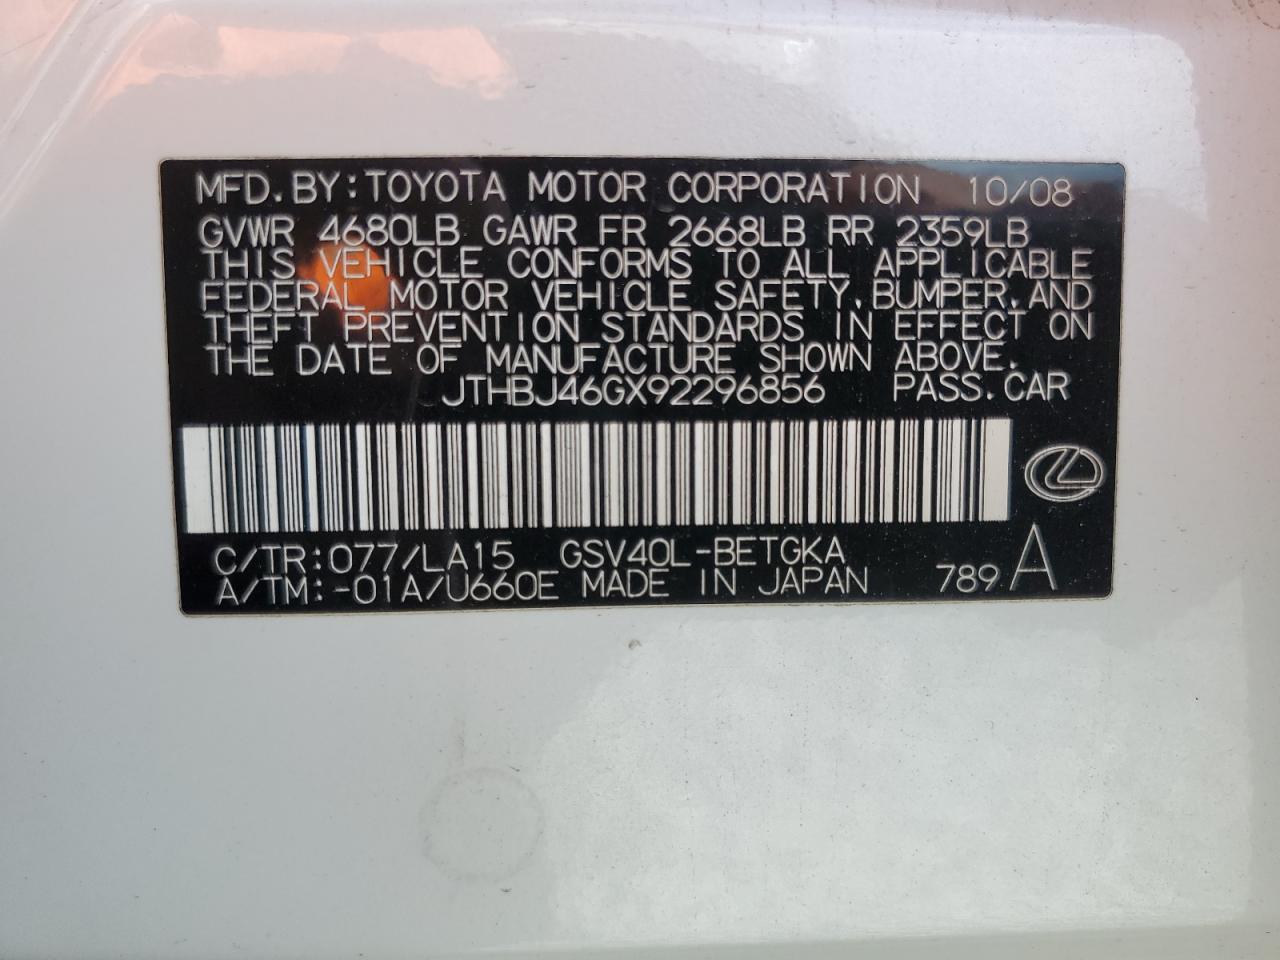 MFD.BY:TOYOTA MOTOR CORPORATION 10/08
GVWR 4680LB GAWR FR 2668LB RR 2359LB
THIS VEHICLE CONFORMS TO ALL APPLICABLE
FEDERAL MOTOR VEHICLE SAFETY,BUMPER,AND
THEFT PREVENTION STANDARDS IN EFFECT ON
THE DATE OF MANUFACTURE SHOWN ABOVE.
JTHBJ46GX92296856 PASS.CAR
C/TR:077/LA15 GSV40L-BETGKA
A/TM:-01A/U660E MADE IN JAPAN 789 A